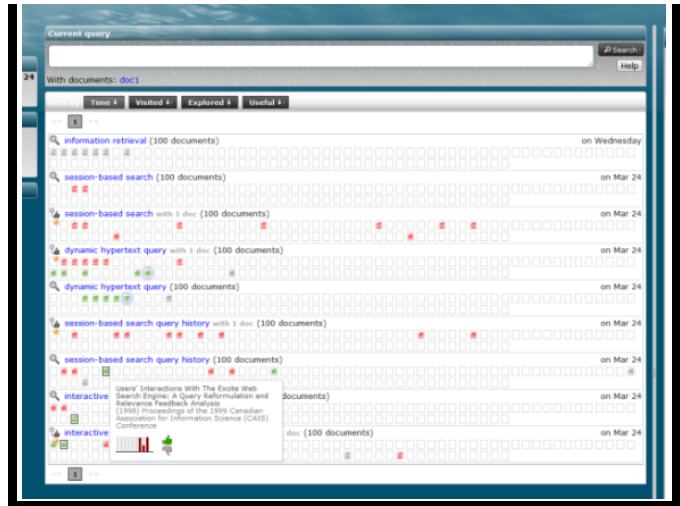 Current query
Search
Help
24
With documents: doc1
Sort by Time Visited Explored Useful
<< 1 >>
information retrieval (100 documents) on Wednesday
session-based search (100 documents) on Mar 24
session-based search with 1 doc (100 documents) on Mar 24
dynamic hypertext query with 1 doc (100 documents) on Mar 24
dynamic hypertext query (100 documents) on Mar 24
session-based search query history with 1 doc (100 documents) on Mar 24
session-based search query history (100 documents) on Mar 24
Users' Interactions With The Excite Web
Search Engine: A Query Reformulation and
Relevance Feedback Analysis
(1998) Proceedings of the 1999 Canadian
Association for Information Science (CAIS)
Conference
interactive documents) on Mar 24
interactive doc (100 documents) on Mar 24
<< 1 >>